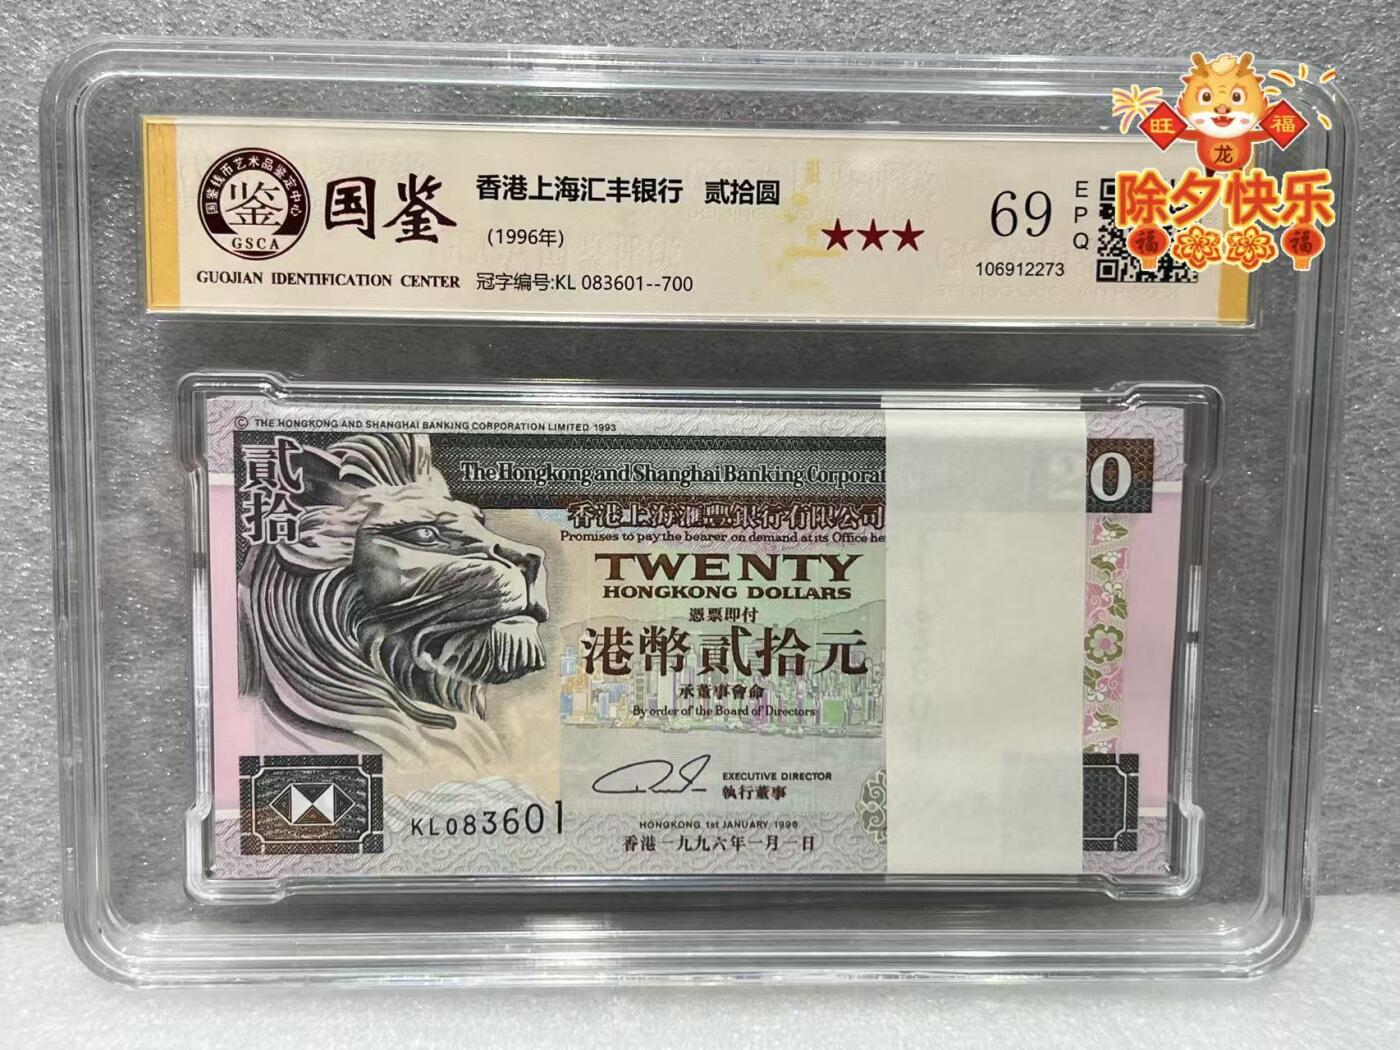 国鉴钱币艺术品鉴定中心
鉴
GSCA
国鉴
GUOJIAN IDENTIFICATION CENTER
香港上海汇丰银行 贰拾圆
(1996年)
冠字编号:KL 083601--700
★★★
69
EPQ
106912273
旺
福
龙
除夕快乐
福
福
© THE HONGKONG AND SHANGHAI BANKING CORPORATION LIMITED 1993
貳拾
The Hongkong and Shanghai Banking Corporat
20
香港上海滙豐銀行有限公司
Promises to pay the bearer on demand at its Office he
TWENTY
HONGKONG DOLLARS
憑票即付
港幣貳拾元
承董事會命
By order of the Board of Directors
EXECUTIVE DIRECTOR
執行董事
KL083601
HONGKONG 1st JANUARY 1996
香港一九九六年一月一日